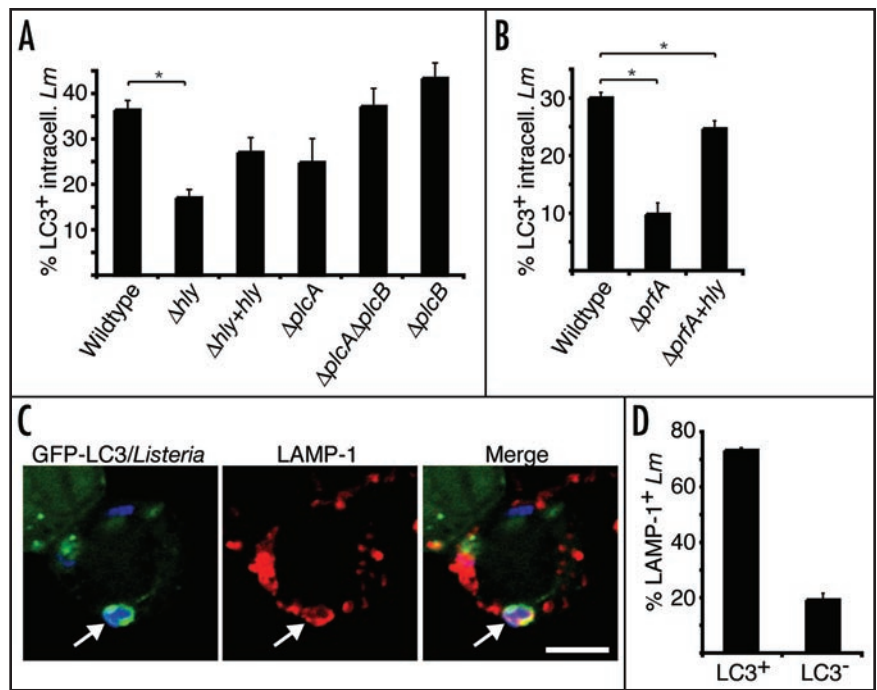 A
% LC3+ intracell. Lm
40
30
20
10
*
Wildtype
Δhly
Δhly+hly
ΔplcA
ΔplcAΔplcB
ΔplcB
B
% LC3+ intracell. Lm
30
20
10
*
*
Wildtype
ΔprfA
ΔprfA+hly
C
GFP-LC3/Listeria
LAMP-1
Merge
D
% LAMP-1+ Lm
80
60
40
20
LC3+
LC3-